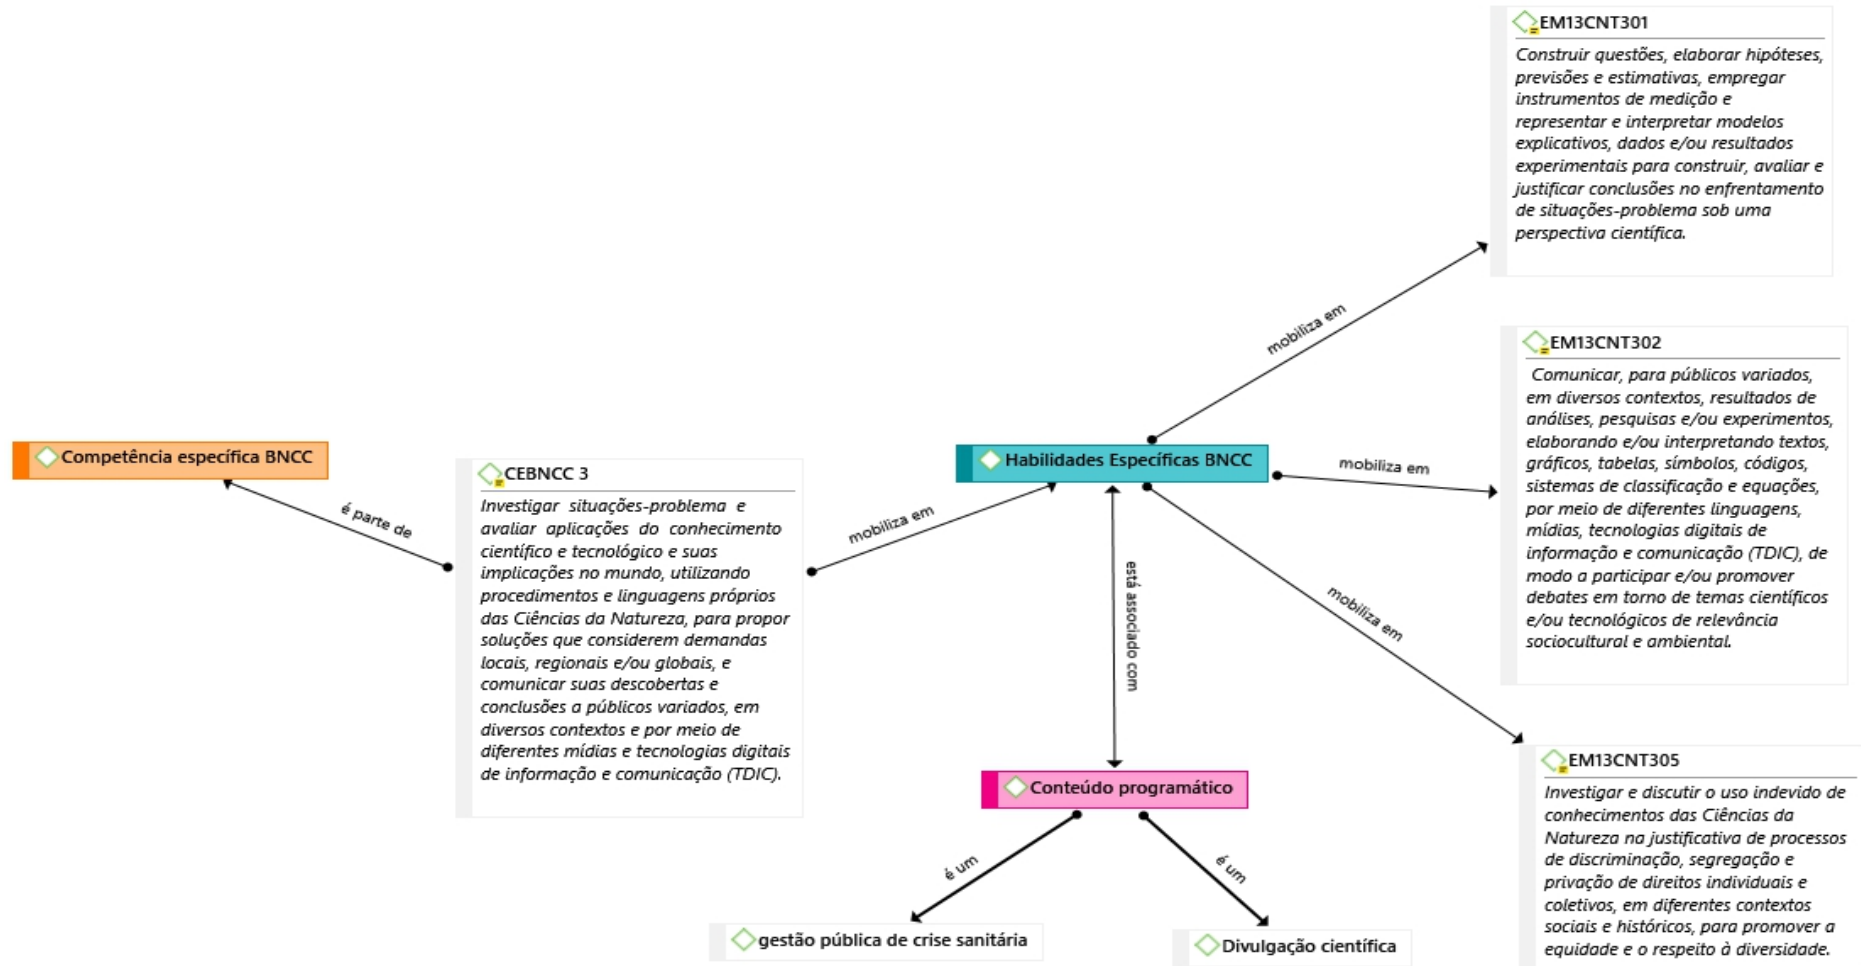 EM13CNT301
Construir questões, elaborar hipóteses,
previsões e estimativas, empregar
instrumentos de medição e
representar e interpretar modelos
explicativos, dados e/ou resultados
experimentais para construir, avaliar e
justificar conclusões no enfrentamento
de situações-problema sob uma
perspectiva científica.
mobiliza em
EM13CNT302
Comunicar, para públicos variados,
em diversos contextos, resultados de
análises, pesquisas e/ou experimentos,
elaborando e/ou interpretando textos,
gráficos, tabelas, símbolos, códigos,
sistemas de classificação e equações,
por meio de diferentes linguagens,
mídias, tecnologias digitais de
informação e comunicação (TDIC), de
modo a participar e/ou promover
debates em torno de temas científicos
e/ou tecnológicos de relevância
sociocultural e ambiental.
Competência específica BNCC
é parte de
CEBNCC 3
Investigar situações-problema e
avaliar aplicações do conhecimento
científico e tecnológico e suas
implicações no mundo, utilizando
procedimentos e linguagens próprios
das Ciências da Natureza, para propor
soluções que considerem demandas
locais, regionais e/ou globais, e
comunicar suas descobertas e
conclusões a públicos variados, em
diversos contextos e por meio de
diferentes mídias e tecnologias digitais
de informação e comunicação (TDIC).
mobiliza em
Habilidades Específicas BNCC
mobiliza em
está associado com
mobiliza em
EM13CNT305
Investigar e discutir o uso indevido de
conhecimentos das Ciências da
Natureza na justificativa de processos
de discriminação, segregação e
privação de direitos individuais e
coletivos, em diferentes contextos
sociais e históricos, para promover a
equidade e o respeito à diversidade.
Conteúdo programático
é um
é um
gestão pública de crise sanitária
Divulgação científica